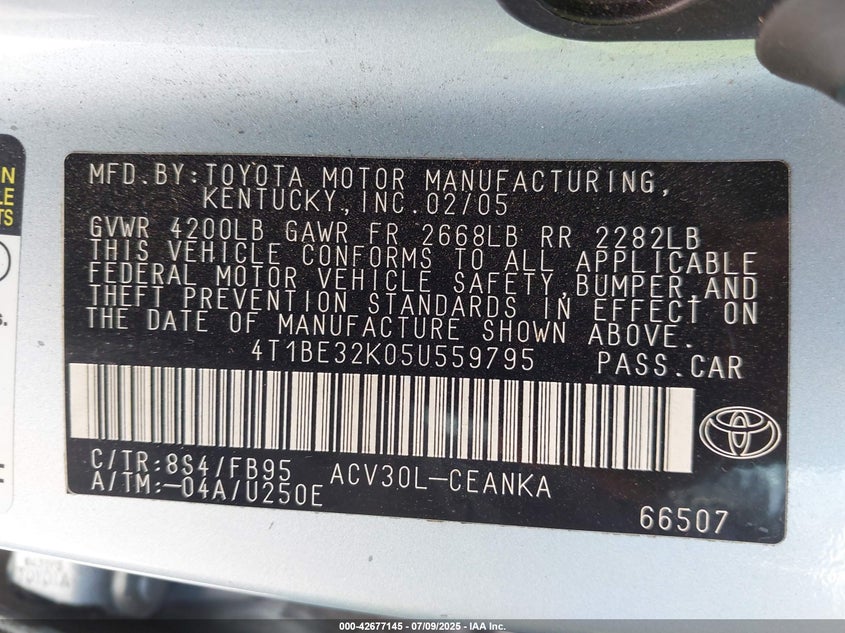 MFD.BY:TOYOTA MOTOR MANUFACTURING,
KENTUCKY,INC.02/05
GVWR 4200LB GAWR FR 2668LB RR 2282LB
THIS VEHICLE CONFORMS TO ALL APPLICABLE
FEDERAL MOTOR VEHICLE SAFETY,BUMPER,AND
THEFT PREVENTION STANDARDS IN EFFECT ON
THE DATE OF MANUFACTURE SHOWN ABOVE.
4T1BE32K05U559795 PASS.CAR
C/TR:8S4/FB95 ACV30L-CEANKA
A/TM:-04A/U250E
66507
TOYOTA
000-42677145 | 07/09/2025 - IAA Inc.